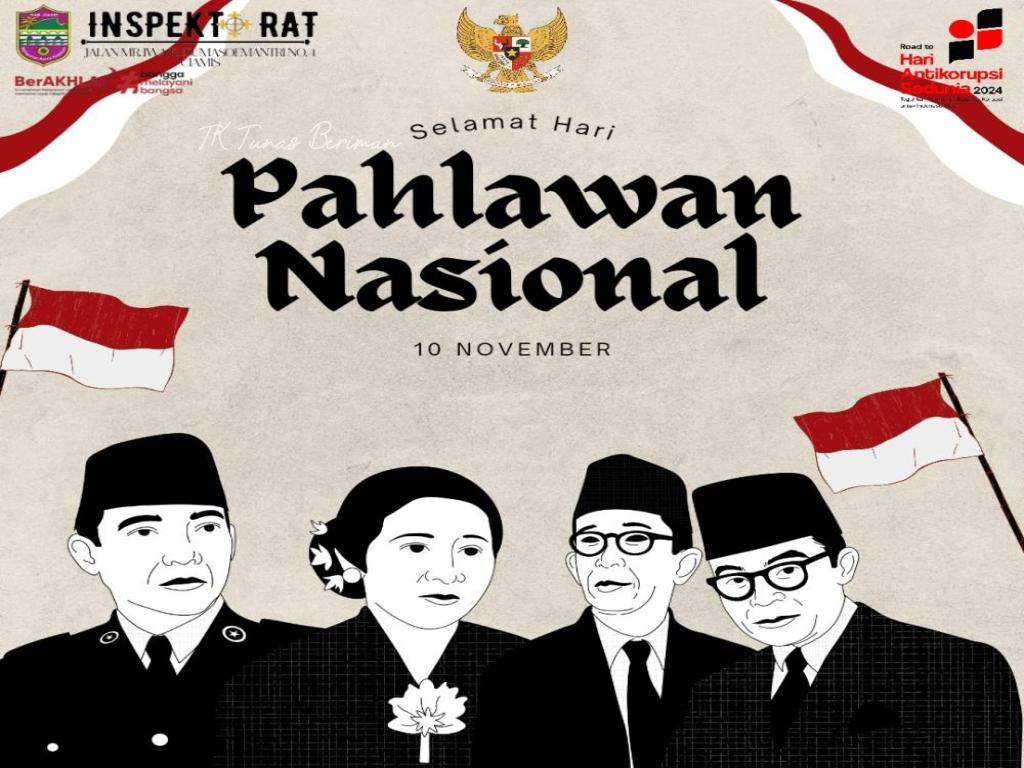 INSPEKTORAT
CIAMIS
BerAKHLAK
# bangga
melayani
bangsa
Road to
Hari
Antikorupsi
Sedunia 2024
TK Tunas Beriman
Selamat Hari
Pahlawan
Nasional
10 NOVEMBER